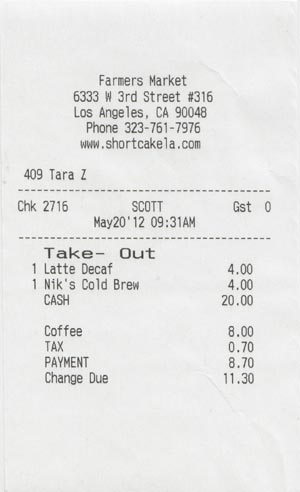 Farmers Market
6333 W 3rd Street #316
Los Angeles, CA 90048
Phone 323-761-7976
www.shortcakela.com
409 Tara Z
Chk 2716 SCOTT Gst 0
May20'12 09:31AM
Take- Out
1 Latte Decaf 4.00
1 Nik's Cold Brew 4.00
CASH 20.00
Coffee 8.00
TAX 0.70
PAYMENT 8.70
Change Due 11.30